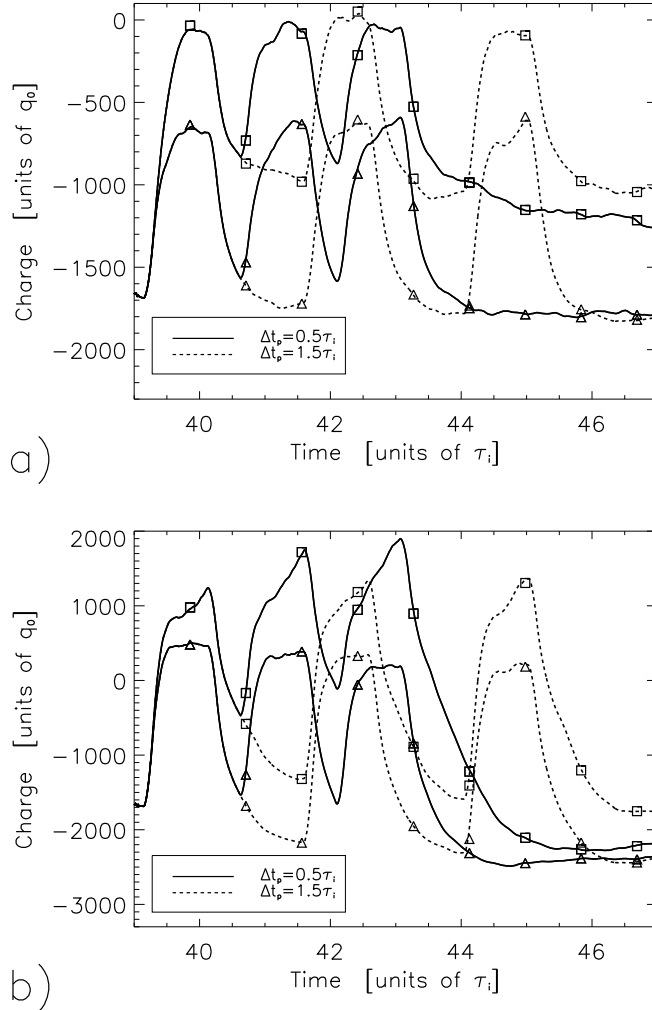 0
−500
−1000
−1500
−2000
Charge [units of q₀]
Δtₚ=0.5τᵢ
Δtₚ=1.5τᵢ
40 42 44 46
Time [units of τᵢ]
a)
2000
1000
0
−1000
−2000
−3000
Charge [units of q₀]
Δtₚ=0.5τᵢ
Δtₚ=1.5τᵢ
40 42 44 46
Time [units of τᵢ]
b)